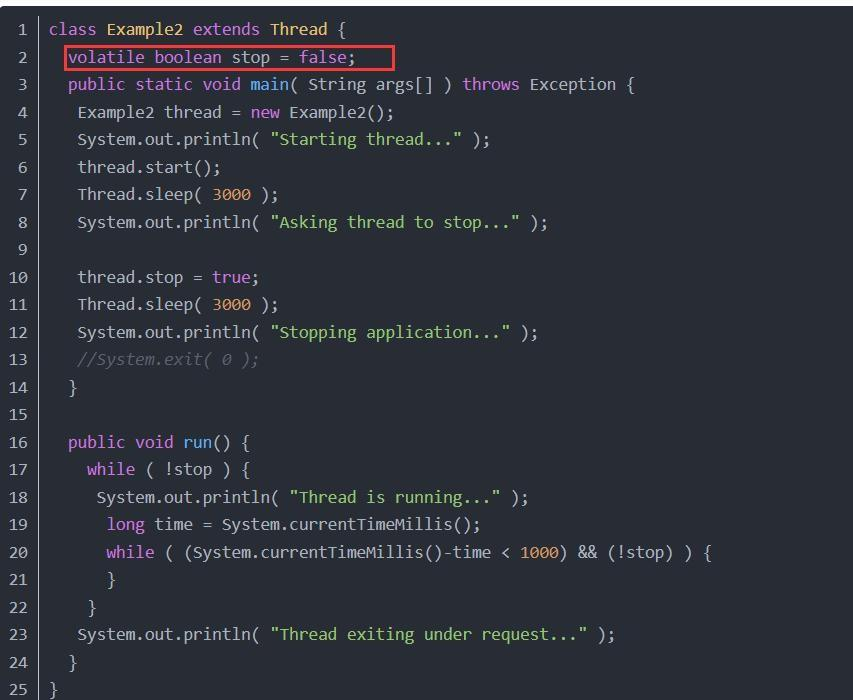 1 class Example2 extends Thread {
2 volatile boolean stop = false;
3 public static void main( String args[] ) throws Exception {
4 Example2 thread = new Example2();
5 System.out.println( "Starting thread..." );
6 thread.start();
7 Thread.sleep( 3000 );
8 System.out.println( "Asking thread to stop..." );
9
10 thread.stop = true;
11 Thread.sleep( 3000 );
12 System.out.println( "Stopping application..." );
13 //System.exit( 0 );
14 }
15
16 public void run() {
17 while ( !stop ) {
18 System.out.println( "Thread is running..." );
19 long time = System.currentTimeMillis();
20 while ( (System.currentTimeMillis()-time < 1000) && (!stop) ) {
21 }
22 }
23 System.out.println( "Thread exiting under request..." );
24 }
25 }